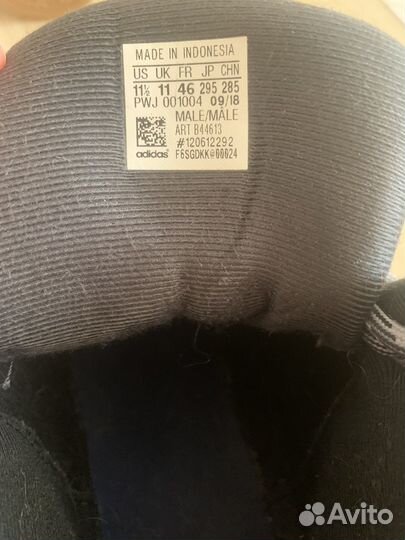 MADE IN INDONESIA
US UK FR JP CHN
11½ 11 46 295 285
PWJ 001004 09/18
MALE/MÂLE
ART B44613
#120612292
adidas F6SGDKK@00024
Avito